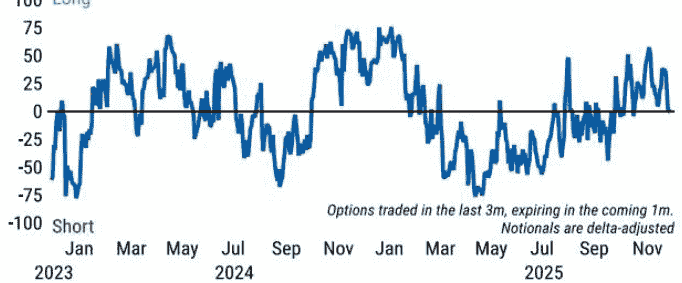 100 Long
75
50
25
0
-25
-50
-75
-100
Short
Options traded in the last 3m, expiring in the coming 1m.
Notionals are delta-adjusted
Jan Mar May Jul Sep Nov Jan Mar May Jul Sep Nov
2023 2024 2025